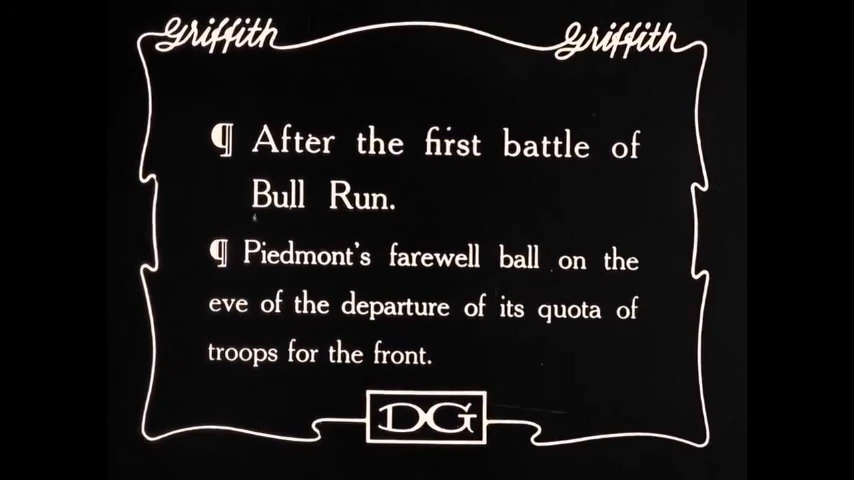 Griffith Griffith
¶ After the first battle of
Bull Run.
¶ Piedmont's farewell ball on the
eve of the departure of its quota of
troops for the front.
DG